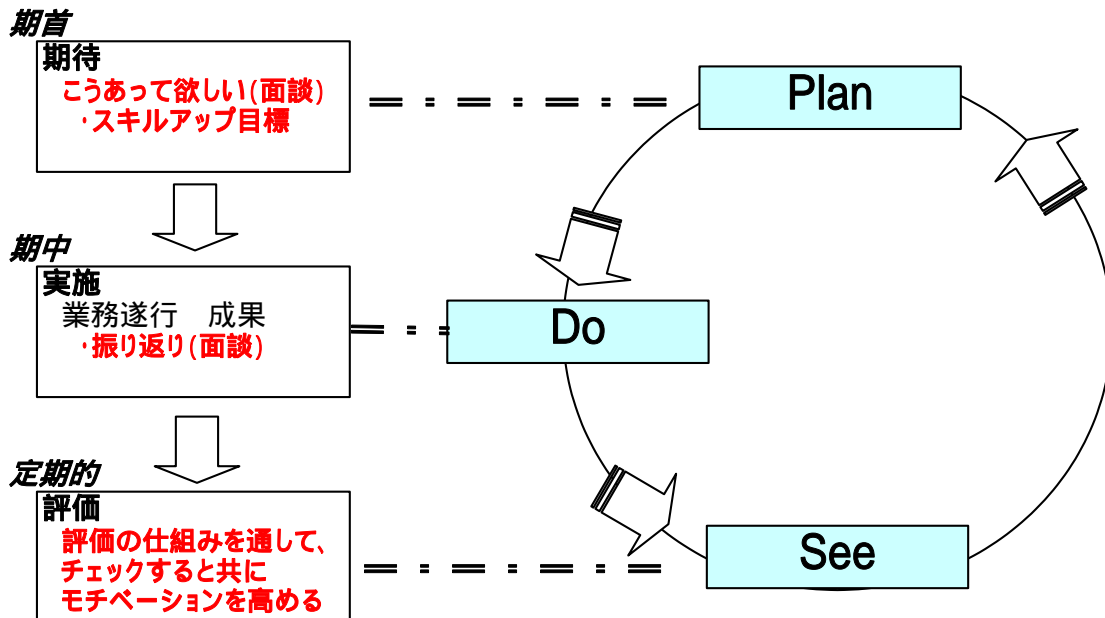 期首
期待
こうあって欲しい(面談)
・スキルアップ目標
Plan
期中
実施
業務遂行　成果
・振り返り(面談)
Do
定期的
評価
評価の仕組みを通して、
チェックすると共に
モチベーションを高める
See